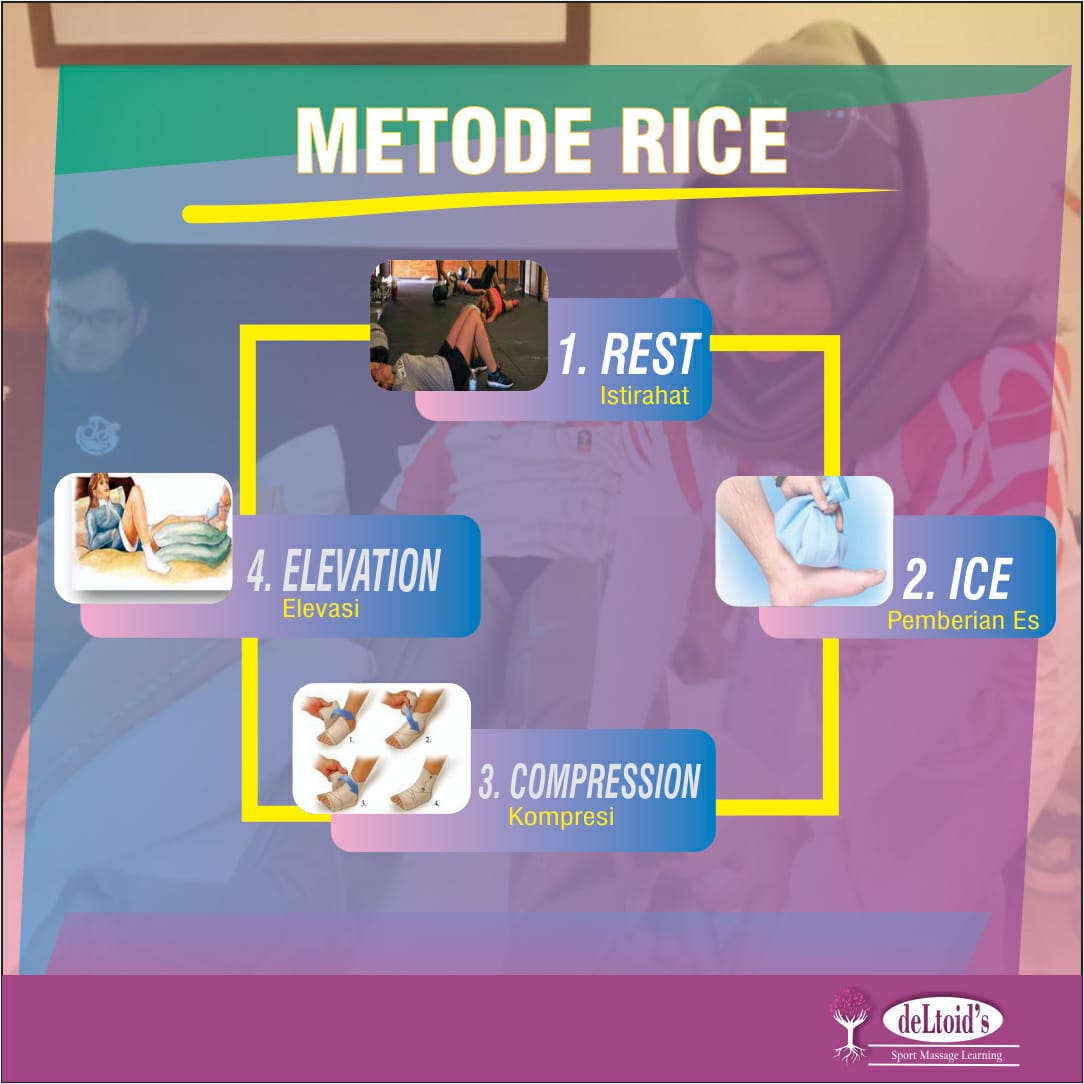 METODE RICE
1. REST
Istirahat
2. ICE
Pemberian Es
3. COMPRESSION
Kompresi
1.
2.
3.
4.
4. ELEVATION
Elevasi
deLtoid's
Sport Massage Learning